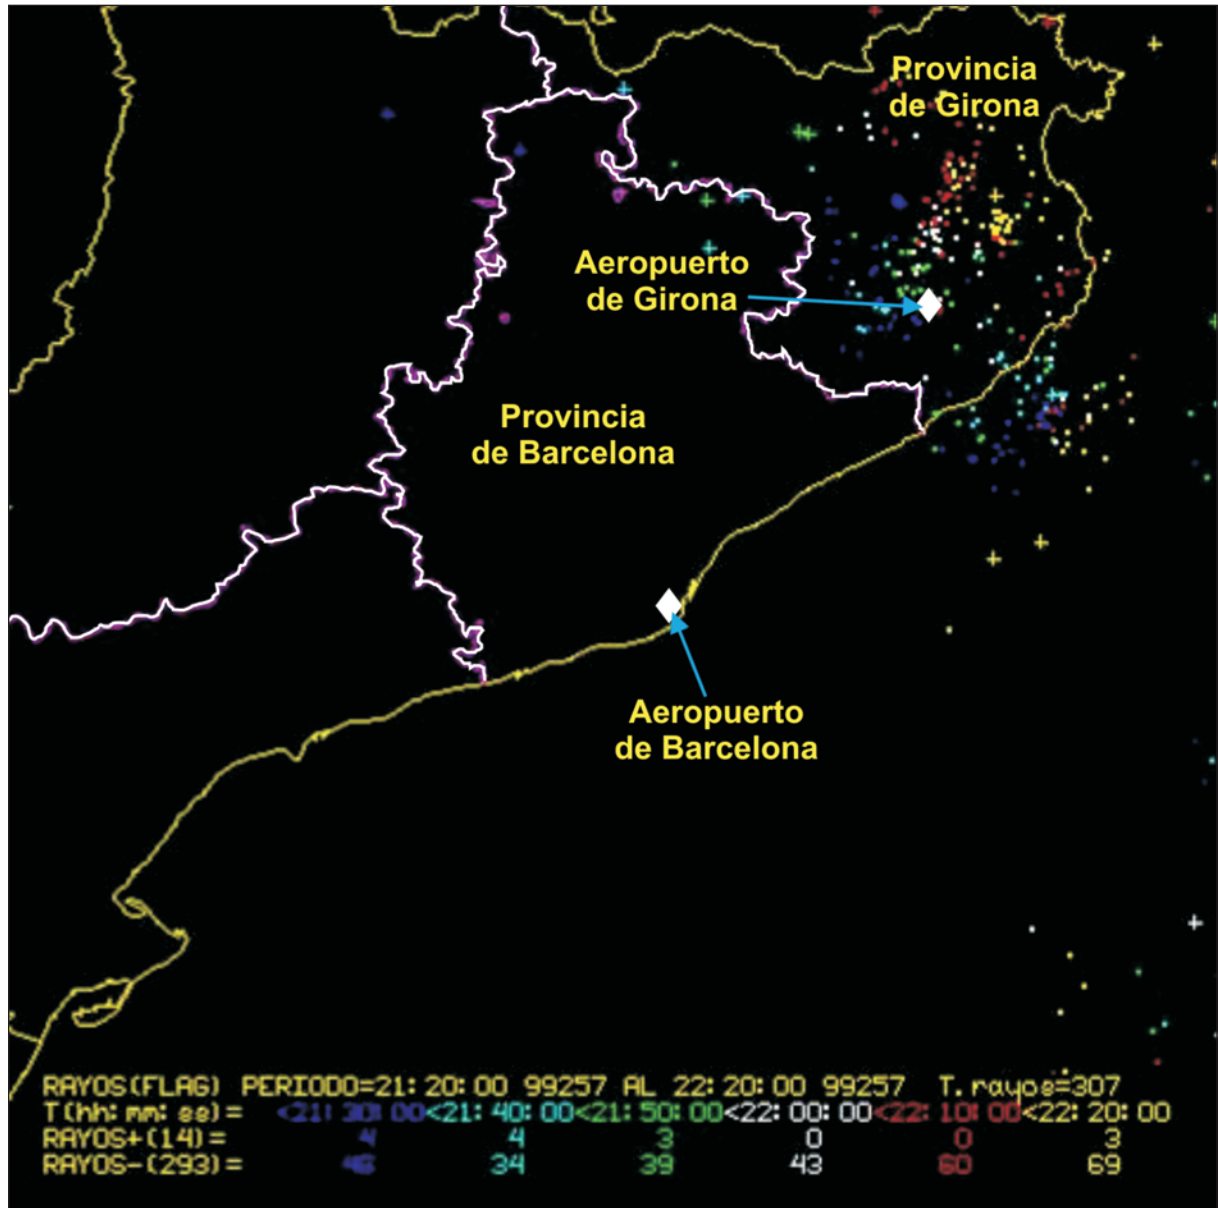 Provincia
de Girona
Aeropuerto
de Girona
Provincia
de Barcelona
Aeropuerto
de Barcelona
RAYOS(FLAG) PERIODO=21:20:00 99257 AL 22:20:00 99257 T.rayos=307
T(hh:mm:ss)= <21:30:00 <21:40:00 <21:50:00 <22:00:00 <22:10:00 <22:20:00
RAYOS+(14)= 4 4 3 0 0 3
RAYOS-(293)= 48 34 39 43 60 69